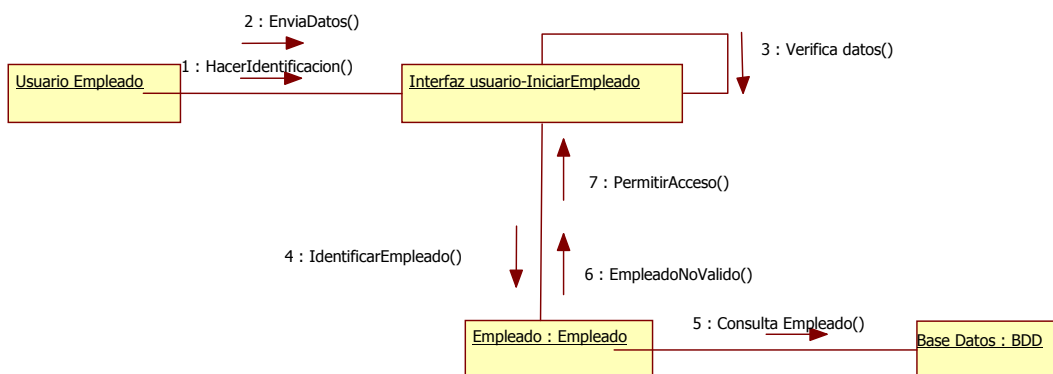 2 : EnviaDatos()
3 : Verifica datos()
1 : HacerIdentificacion()
Usuario Empleado
Interfaz usuario-IniciarEmpleado
7 : PermitirAcceso()
4 : IdentificarEmpleado()
6 : EmpleadoNoValido()
5 : Consulta Empleado()
Empleado : Empleado
Base Datos : BDD